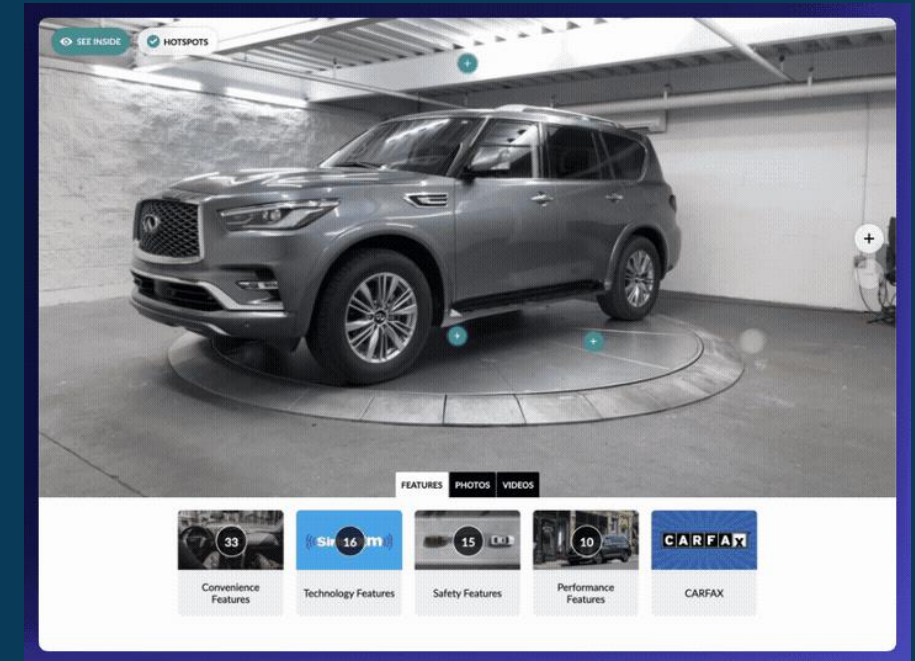 SEE INSIDE
HOTSPOTS
FEATURES
PHOTOS
VIDEOS
33
16
15
10
Convenience
Features
Technology Features
Safety Features
Performance
Features
CARFAX
CARFAX